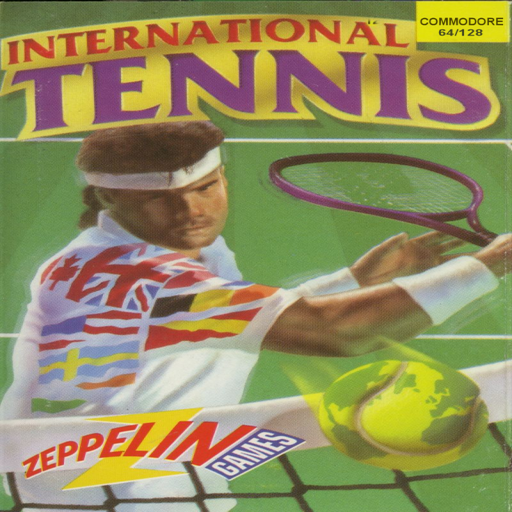 COMMODORE
64/128
INTERNATIONAL
TENNIS
ZEPPELIN
GAMES